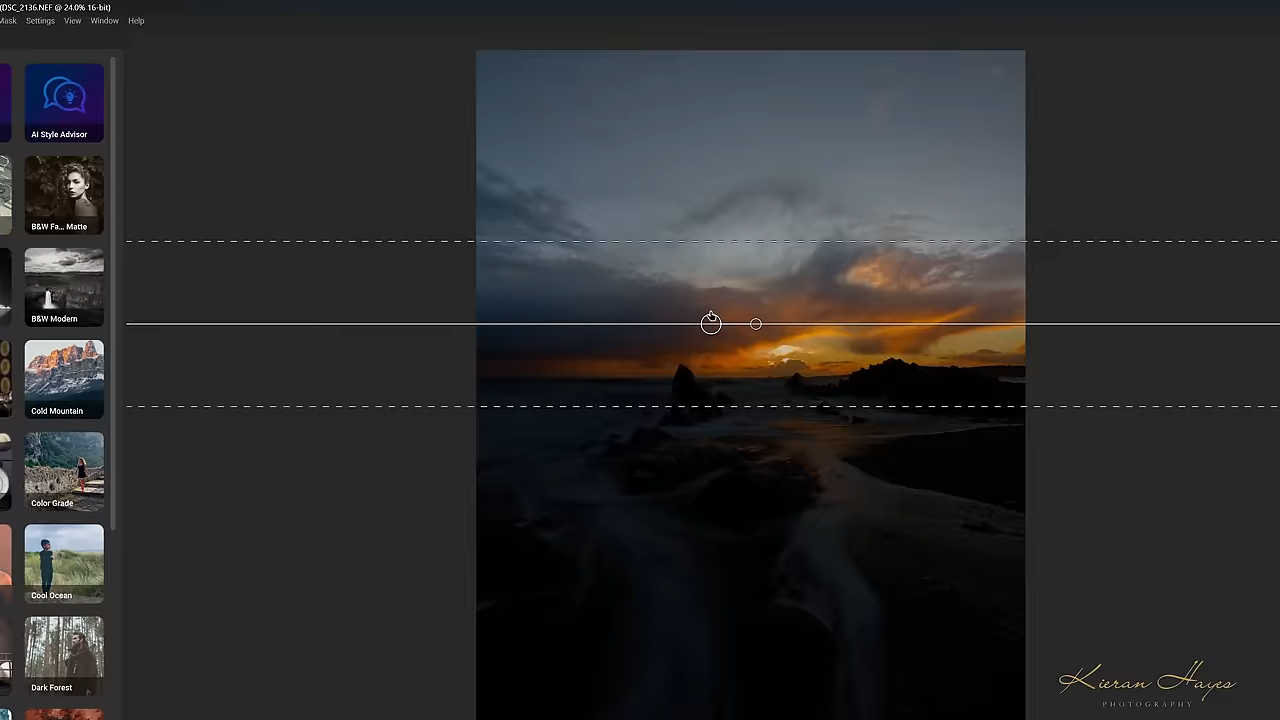 (DSC_2136.NEF @ 24.0% 16-bit)
Mask Settings View Window Help
AI Style Advisor
B&W Fa... Matte
B&W Modern
Cold Mountain
Color Grade
Cool Ocean
Dark Forest
Kieran Hayes
PHOTOGRAPHY